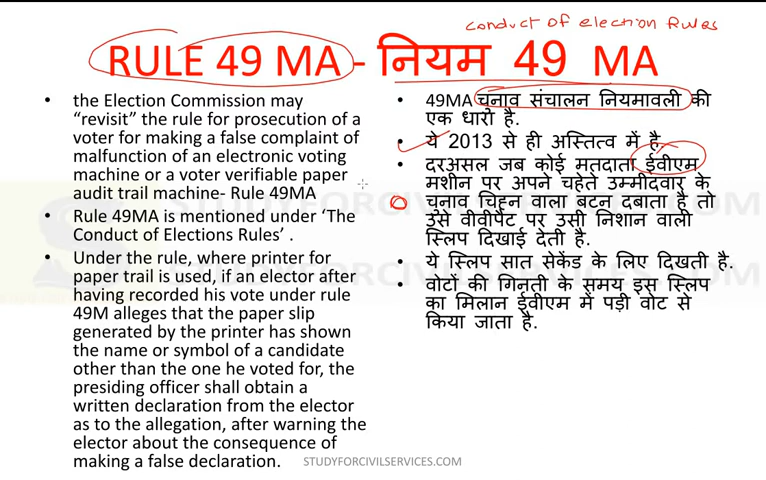 conduct of election Rules
RULE 49 MA - नियम 49 MA
• the Election Commission may
“revisit” the rule for prosecution of a
voter for making a false complaint of
malfunction of an electronic voting
machine or a voter verifiable paper
audit trail machine- Rule 49MA
• Rule 49MA is mentioned under ‘The
Conduct of Elections Rules’ .
• Under the rule, where printer for
paper trail is used, if an elector after
having recorded his vote under rule
49M alleges that the paper slip
generated by the printer has shown
the name or symbol of a candidate
other than the one he voted for, the
presiding officer shall obtain a
written declaration from the elector
as to the allegation, after warning the
elector about the consequence of
making a false declaration.
• 49MA चुनाव संचालन नियमावली की
एक धारा है.
• ये 2013 से ही अस्तित्व में है.
• दरअसल जब कोई मतदाता ईवीएम
मशीन पर अपने चहेते उम्मीदवार के
चुनाव चिह्न वाला बटन दबाता है तो
उसे वीवीपैट पर उसी निशान वाली
स्लिप दिखाई देती है.
• ये स्लिप सात सेकेंड के लिए दिखती है.
• वोटों की गिनती के समय इस स्लिप
का मिलान ईवीएम में पड़ी वोट से
किया जाता है.
STUDYFORCIVILSERVICES.COM